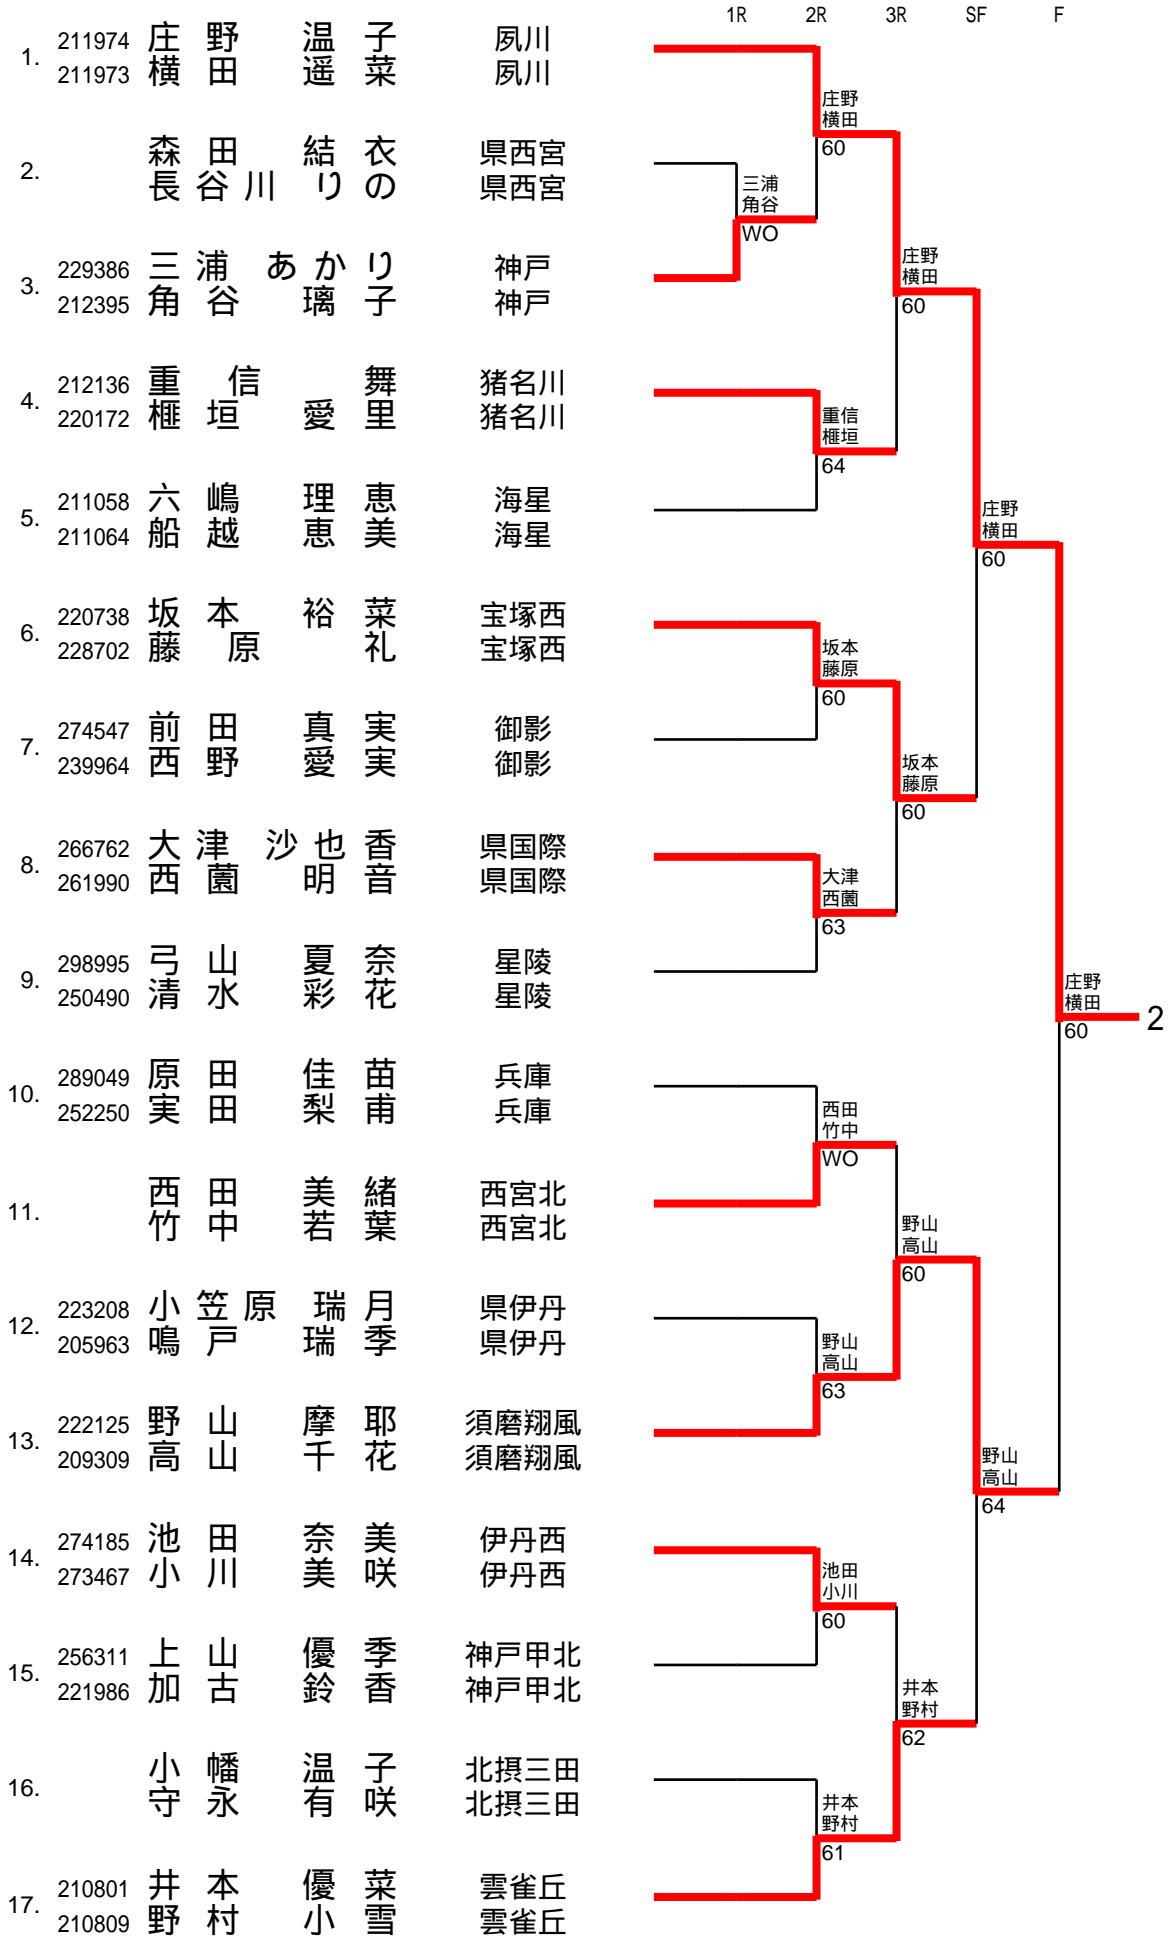 1R 2R 3R SF F
1. 211974 庄野 温子 夙川
211973 横田 遥菜 夙川
2. 森田 結衣 県西宮
長谷川 りの 県西宮
3. 229386 三浦 あかり 神戸
212395 角谷 璃子 神戸
4. 212136 重信 舞 猪名川
220172 榧垣 愛里 猪名川
5. 211058 六嶋 理恵 海星
211064 船越 恵美 海星
6. 220738 坂本 裕菜 宝塚西
228702 藤原 礼 宝塚西
7. 274547 前田 真実 御影
239964 西野 愛実 御影
8. 266762 大津 沙也香 県国際
261990 西薗 明音 県国際
9. 298995 弓山 夏奈 星陵
250490 清水 彩花 星陵
10. 289049 原田 佳苗 兵庫
252250 実田 梨甫 兵庫
11. 西田 美緒 西宮北
竹中 若葉 西宮北
12. 223208 小笠原 瑞月 県伊丹
205963 鳴戸 瑞季 県伊丹
13. 222125 野山 摩耶 須磨翔風
209309 高山 千花 須磨翔風
14. 274185 池田 奈美 伊丹西
273467 小川 美咲 伊丹西
15. 256311 上山 優季 神戸甲北
221986 加古 鈴香 神戸甲北
16. 小幡 温子 北摂三田
守永 有咲 北摂三田
17. 210801 井本 優菜 雲雀丘
210809 野村 小雪 雲雀丘
三浦
角谷
WO
庄野
横田
60
重信
榧垣
64
坂本
藤原
60
大津
西薗
63
西田
竹中
WO
野山
高山
63
池田
小川
60
井本
野村
61
庄野
横田
60
坂本
藤原
60
野山
高山
60
井本
野村
62
庄野
横田
60
野山
高山
64
庄野
横田
60
2